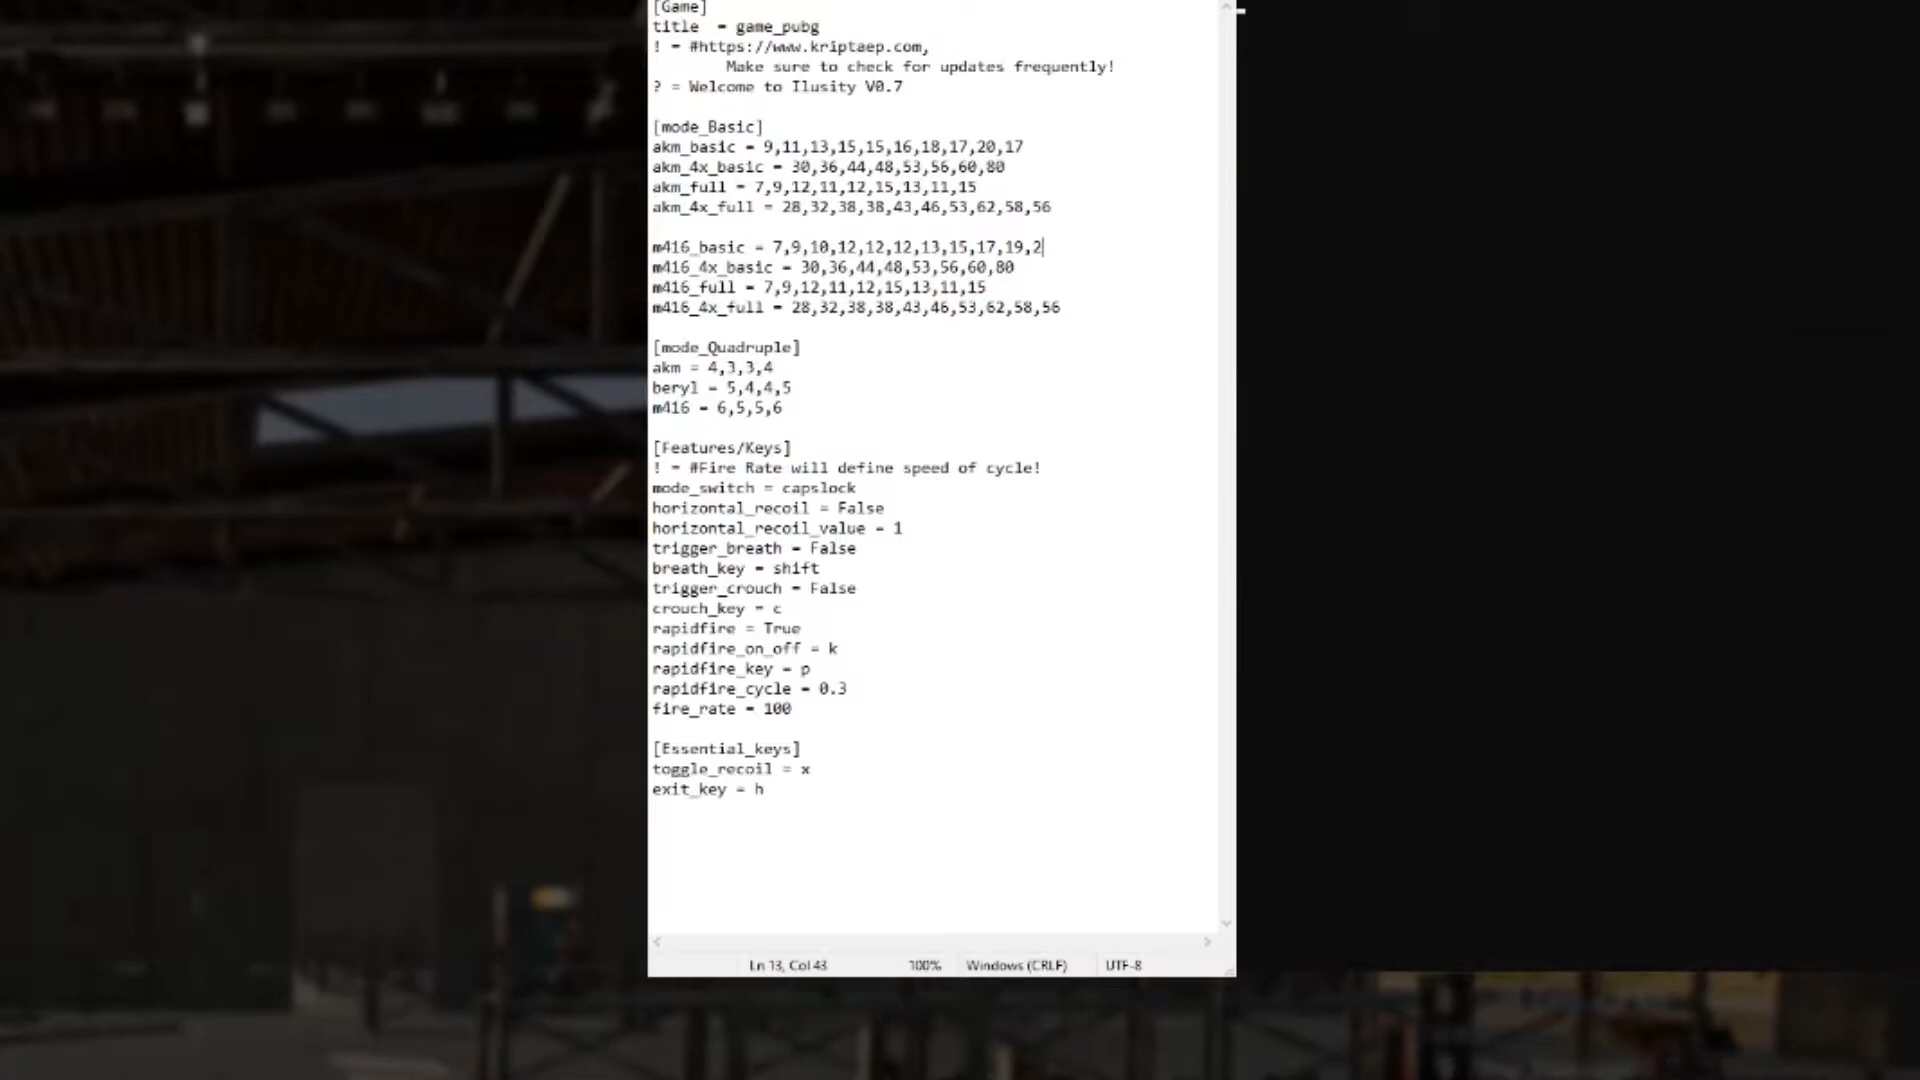 [Game]
title  = game_pubg
! = #https://www.kriptaep.com,
Make sure to check for updates frequently!
? = Welcome to Ilusity V0.7
[mode_Basic]
akm_basic = 9,11,13,15,15,16,18,17,20,17
akm_4x_basic = 30,36,44,48,53,56,60,80
akm_full = 7,9,12,11,12,15,13,11,15
akm_4x_full = 28,32,38,38,43,46,53,62,58,56
m416_basic = 7,9,10,12,12,12,13,15,17,19,2
m416_4x_basic = 30,36,44,48,53,56,60,80
m416_full = 7,9,12,11,12,15,13,11,15
m416_4x_full = 28,32,38,38,43,46,53,62,58,56
[mode_Quadruple]
akm = 4,3,3,4
beryl = 5,4,4,5
m416 = 6,5,5,6
[Features/Keys]
! = #Fire Rate will define speed of cycle!
mode_switch = capslock
horizontal_recoil = False
horizontal_recoil_value = 1
trigger_breath = False
breath_key = shift
trigger_crouch = False
crouch_key = c
rapidfire = True
rapidfire_on_off = k
rapidfire_key = p
rapidfire_cycle = 0.3
fire_rate = 100
[Essential_keys]
toggle_recoil = x
exit_key = h
Ln 13, Col 43 100% Windows (CRLF) UTF-8